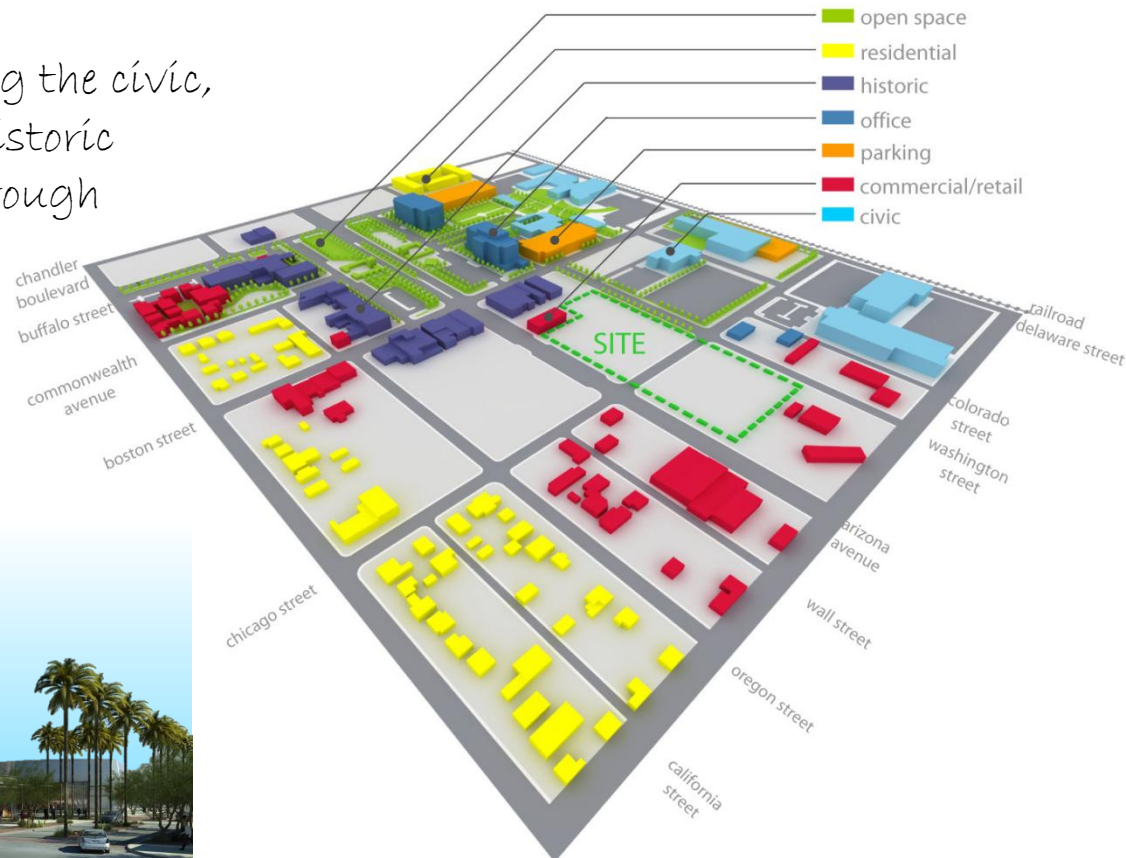 g the civic,
istoric
rough
open space
residential
historic
office
parking
commercial/retail
civic
SITE
chandler
boulevard
buffalo street
commonwealth
avenue
boston street
chicago street
railroad
delaware street
colorado
street
washington
street
arizona
avenue
wall street
oregon street
california
street